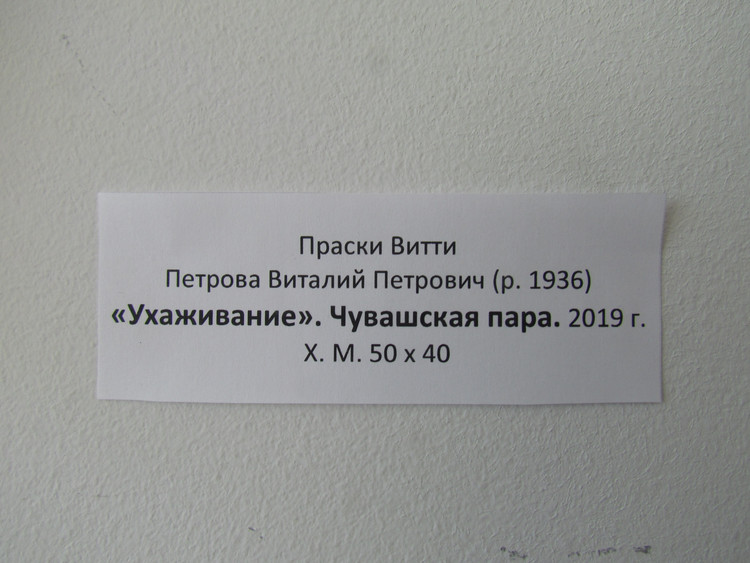 Праски Витти
Петрова Виталий Петрович (р. 1936)
«Ухаживание». Чувашская пара. 2019 г.
Х. М. 50 х 40